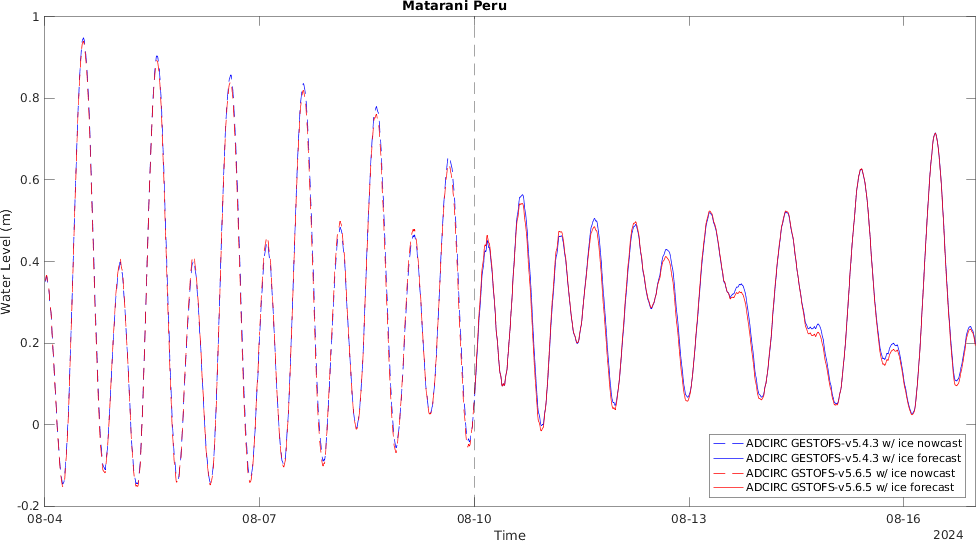 Matarani Peru
1
0.8
0.6
0.4
0.2
0
-0.2
Water Level (m)
08-04 08-07 08-10 08-13 08-16
Time
2024
ADCIRC GESTOFS-v5.4.3 w/ ice nowcast
ADCIRC GESTOFS-v5.4.3 w/ ice forecast
ADCIRC GSTOFS-v5.6.5 w/ ice nowcast
ADCIRC GSTOFS-v5.6.5 w/ ice forecast